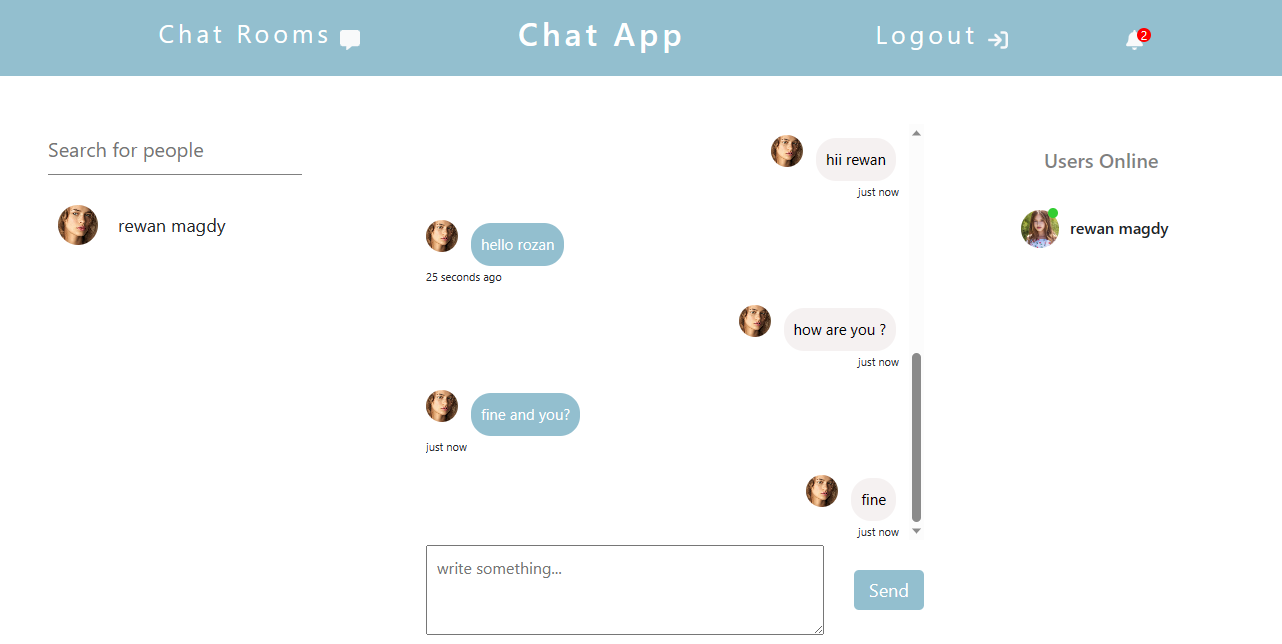 Chat Rooms
Chat App
Logout
2
Search for people
rewan magdy
hii rewan
just now
hello rozan
25 seconds ago
how are you ?
just now
fine and you?
just now
fine
just now
write something...
Send
Users Online
rewan magdy